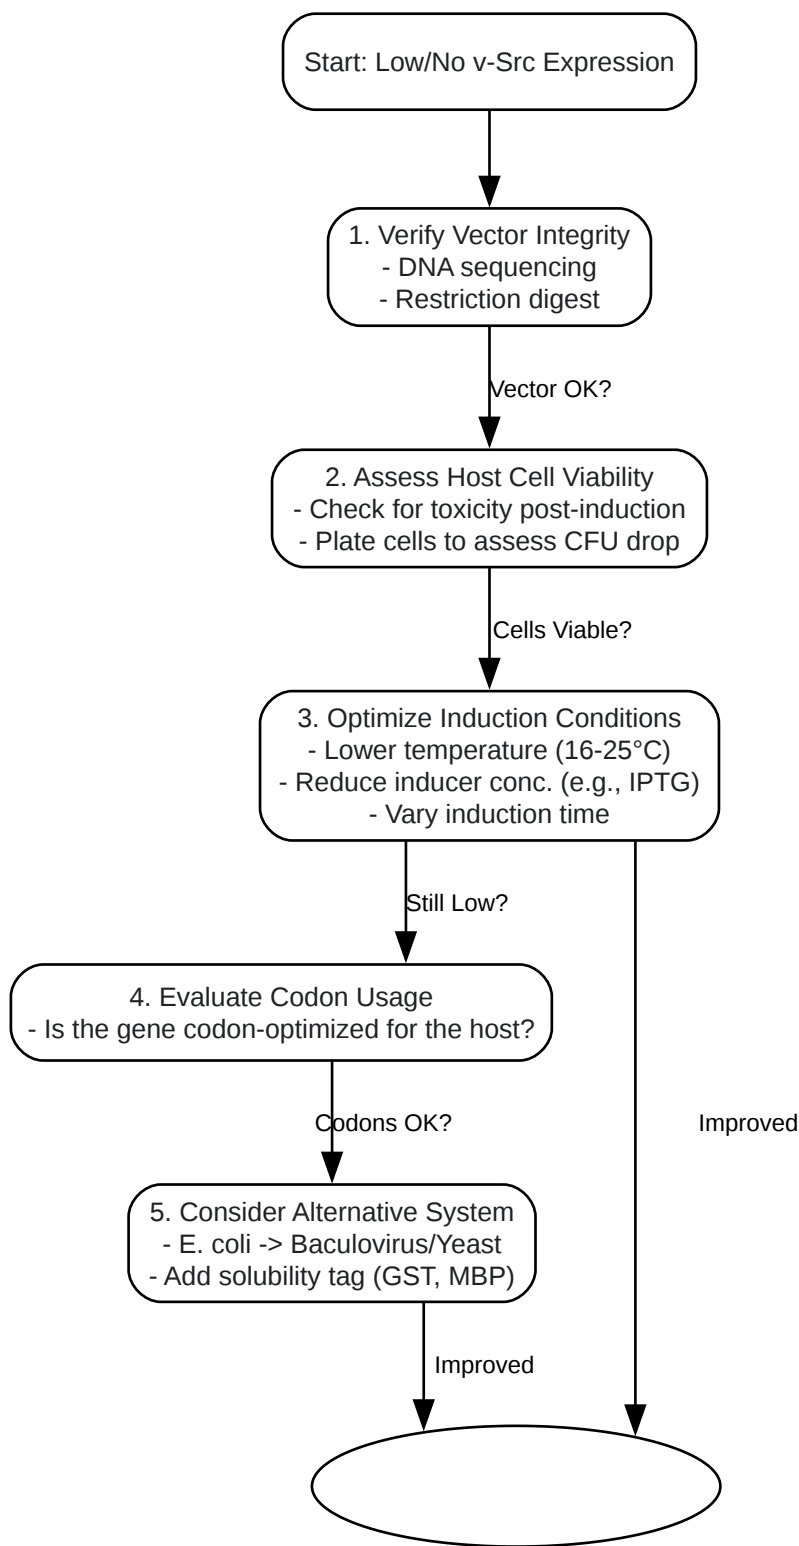 Start: Low/No v-Src Expression
1. Verify Vector Integrity
- DNA sequencing
- Restriction digest
Vector OK?
2. Assess Host Cell Viability
- Check for toxicity post-induction
- Plate cells to assess CFU drop
Cells Viable?
3. Optimize Induction Conditions
- Lower temperature (16-25°C)
- Reduce inducer conc. (e.g., IPTG)
- Vary induction time
Still Low?
4. Evaluate Codon Usage
- Is the gene codon-optimized for the host?
Codons OK?
Improved
5. Consider Alternative System
- E. coli -> Baculovirus/Yeast
- Add solubility tag (GST, MBP)
Improved